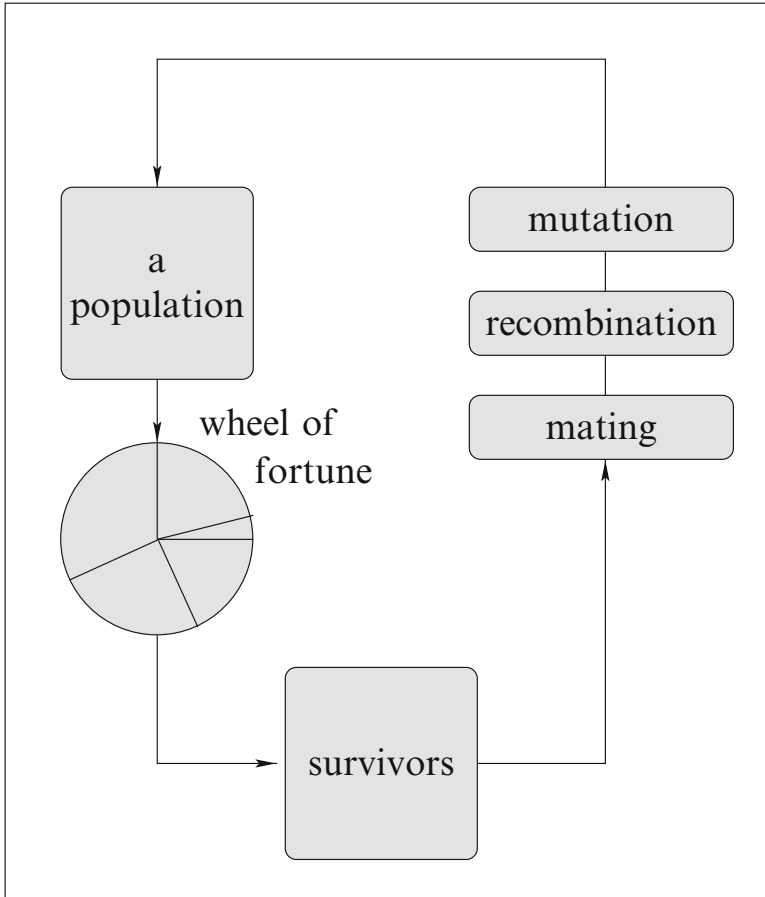 a
population
wheel of
fortune
survivors
mating
recombination
mutation